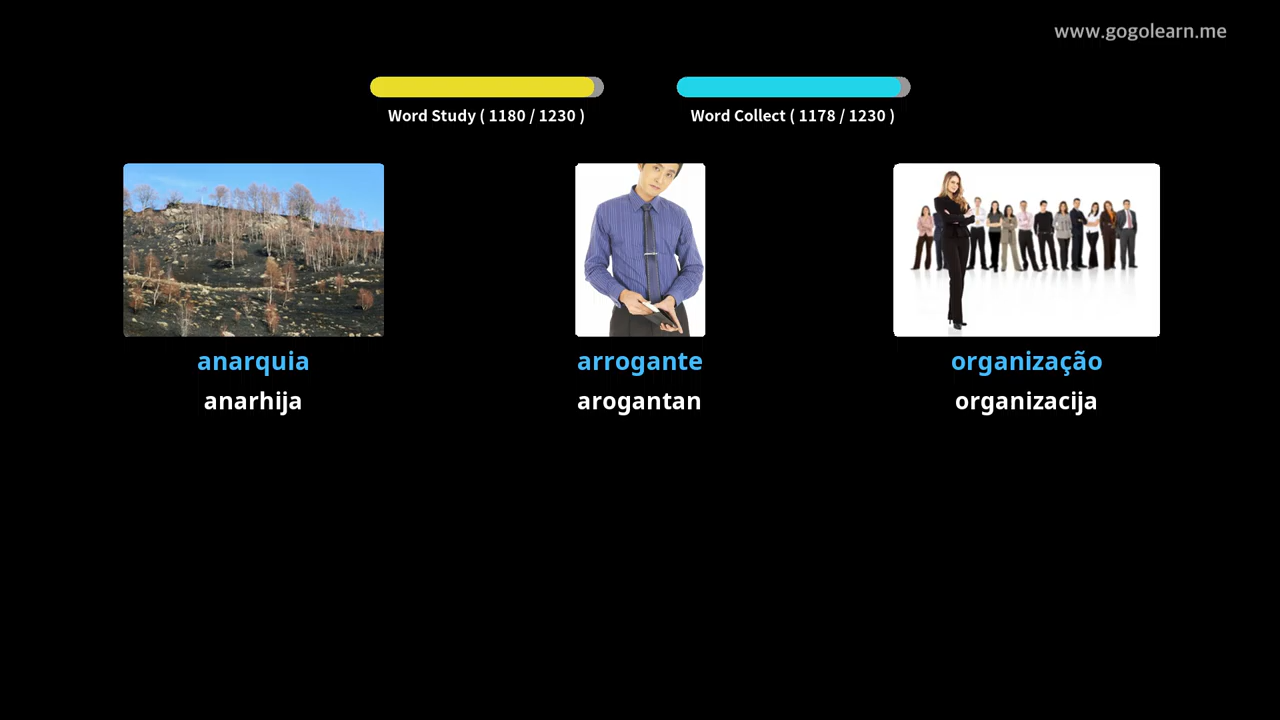 www.gogolearn.me
Word Study ( 1180 / 1230 )
Word Collect ( 1178 / 1230 )
anarquia
anarhija
arrogante
arogantan
organização
organizacija